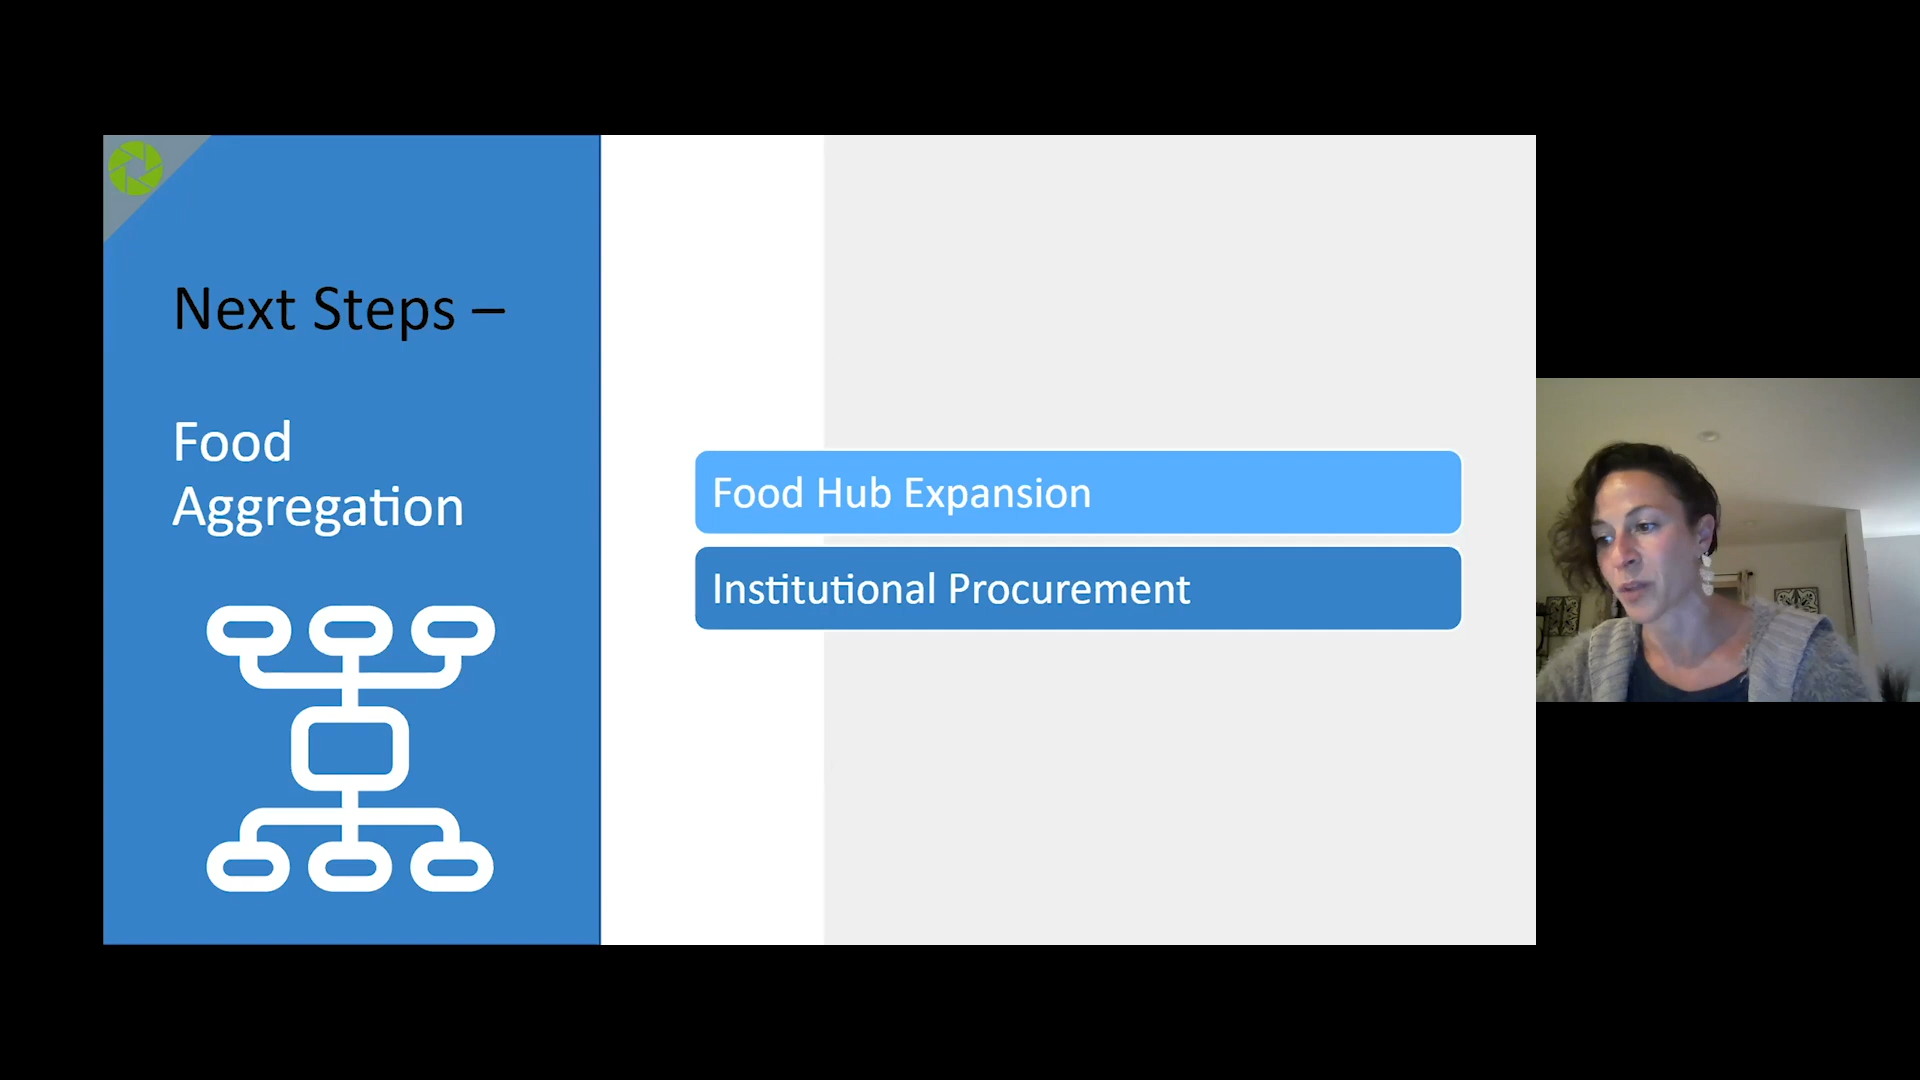 Next Steps –
Food
Aggregation
Food Hub Expansion
Institutional Procurement